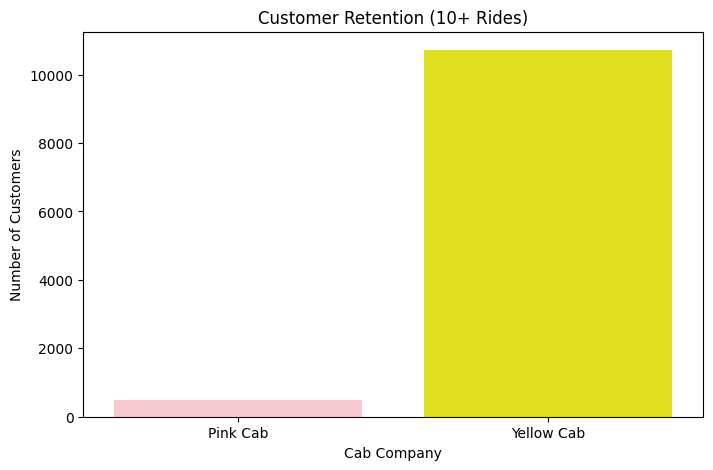 Customer Retention (10+ Rides)
Number of Customers
10000
8000
6000
4000
2000
0
Pink Cab
Yellow Cab
Cab Company